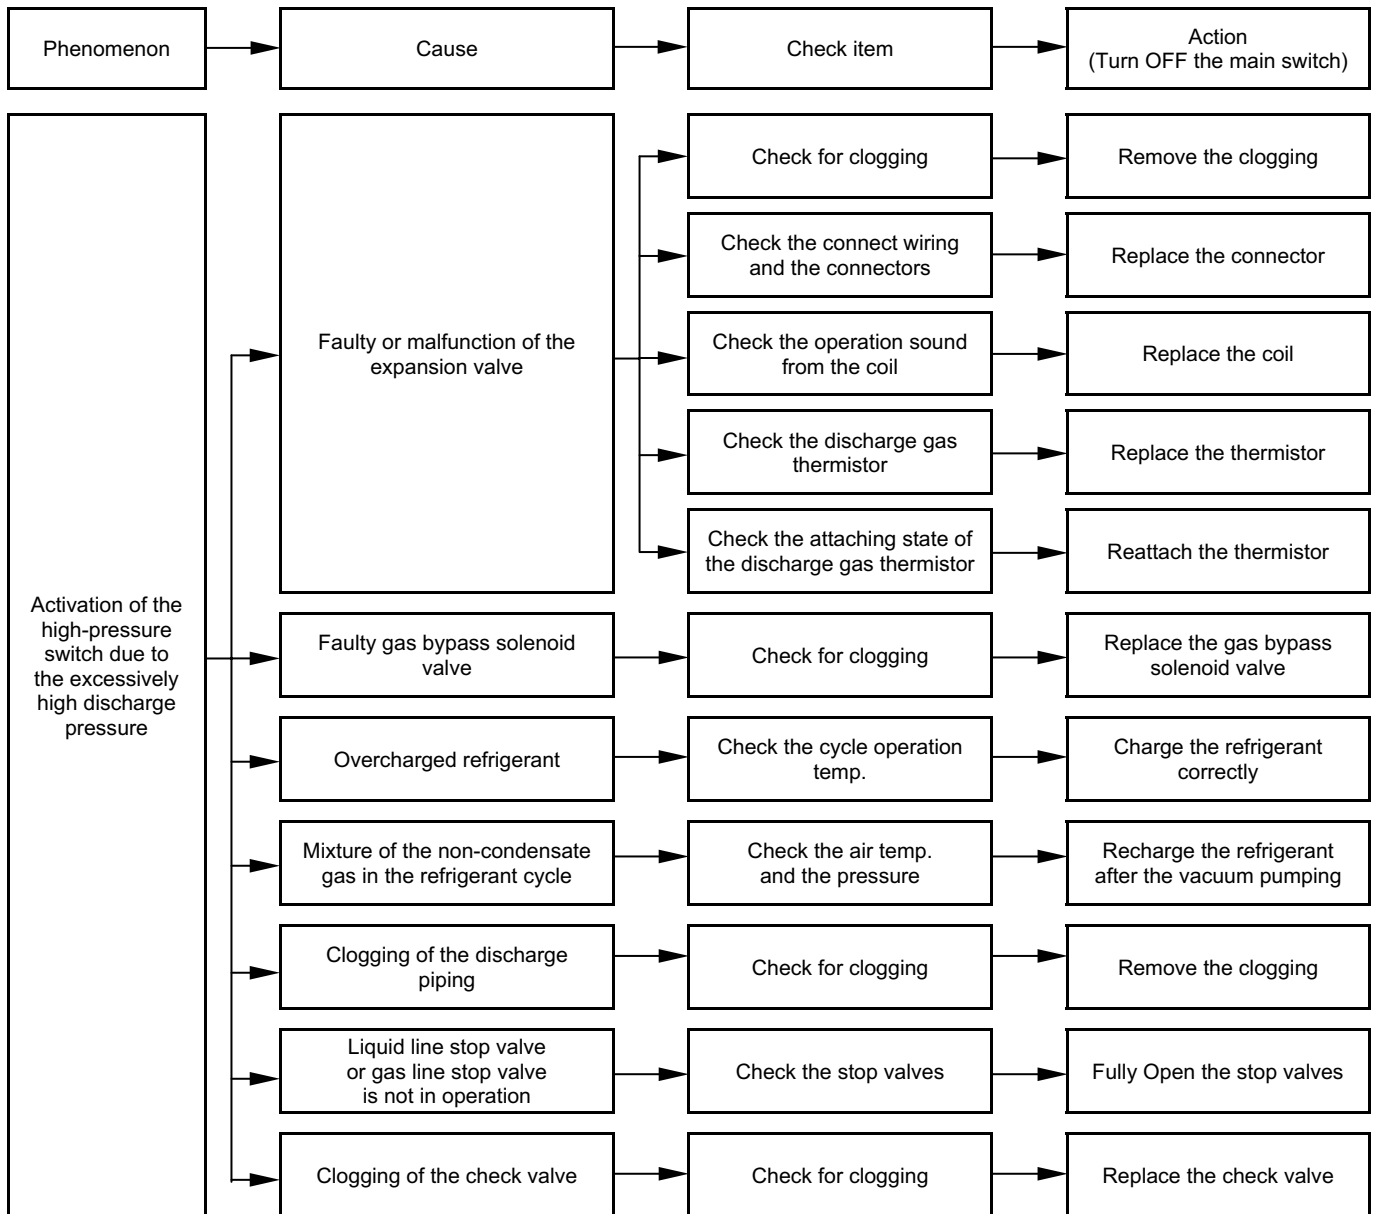 Phenomenon
Cause
Check item
Action
(Turn OFF the main switch)
Activation of the
high-pressure
switch due to
the excessively
high discharge
pressure
Faulty or malfunction of the
expansion valve
Check for clogging
Remove the clogging
Check the connect wiring
and the connectors
Replace the connector
Check the operation sound
from the coil
Replace the coil
Check the discharge gas
thermistor
Replace the thermistor
Check the attaching state of
the discharge gas thermistor
Reattach the thermistor
Faulty gas bypass solenoid
valve
Check for clogging
Replace the gas bypass
solenoid valve
Overcharged refrigerant
Check the cycle operation
temp.
Charge the refrigerant
correctly
Mixture of the non-condensate
gas in the refrigerant cycle
Check the air temp.
and the pressure
Recharge the refrigerant
after the vacuum pumping
Clogging of the discharge
piping
Check for clogging
Remove the clogging
Liquid line stop valve
or gas line stop valve
is not in operation
Check the stop valves
Fully Open the stop valves
Clogging of the check valve
Check for clogging
Replace the check valve